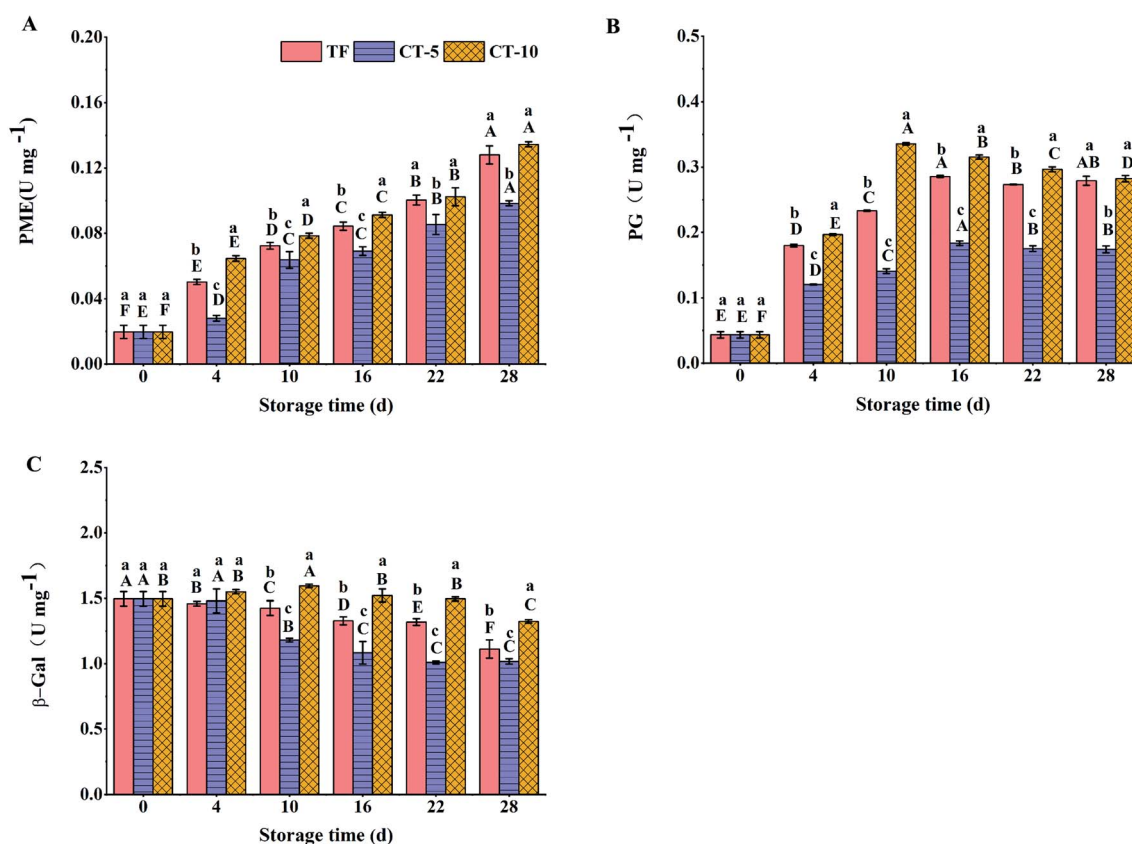 A
TF CT-5 CT-10
PME(U mg⁻¹)
0.20
0.16
0.12
0.08
0.04
0.00
a a a
F E F
b c a
E D E
b c a
D C D
b c a
C C C
a b a
B B B
a b a
A A A
0 4 10 16 22 28
Storage time (d)
B
PG（U mg⁻¹）
0.5
0.4
0.3
0.2
0.1
0.0
a a a
E E F
b c a
D D E
b c a
C C A
b c a
A A B
b c a
B B C
a b a
AB B D
0 4 10 16 22 28
Storage time (d)
C
β–Gal（U mg⁻¹）
2.5
2.0
1.5
1.0
0.5
0.0
a a a
A A B
a a a
B A B
b c a
C B A
b c a
D C B
b c a
E C B
b c a
F C C
0 4 10 16 22 28
Storage time (d)